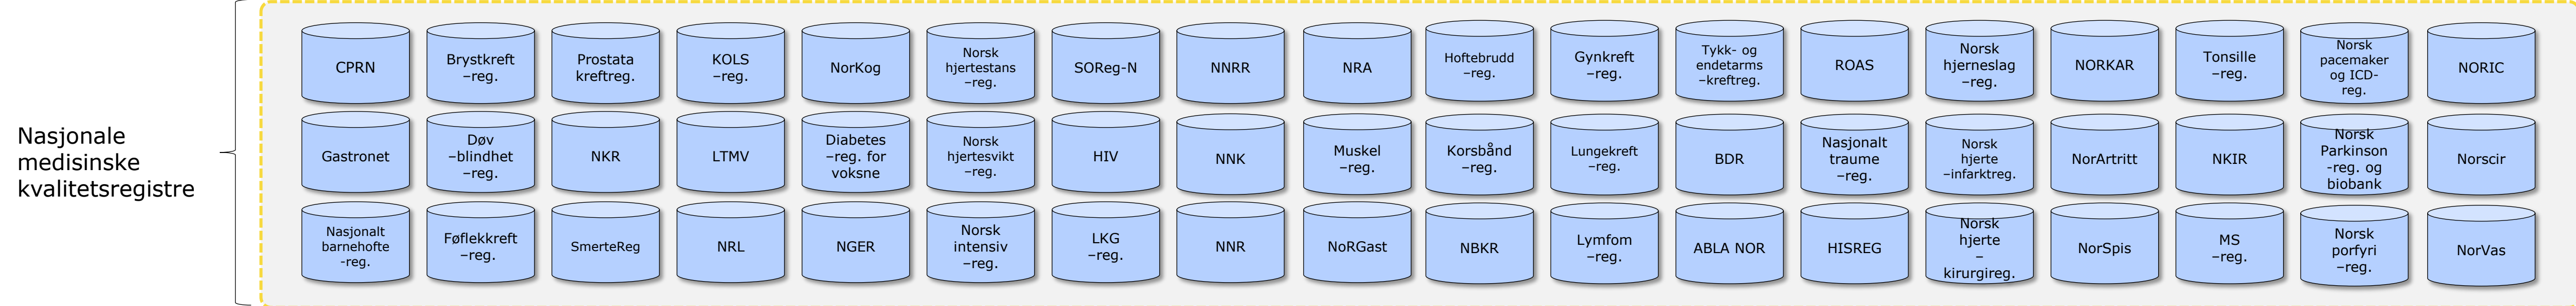 Nasjonale
medisinske
kvalitetsregistre
CPRN
Brystkreft
–reg.
Prostata
kreftreg.
KOLS
–reg.
NorKog
Norsk
hjertestans
–reg.
SOReg-N
NNRR
NRA
Hoftebrudd
–reg.
Gynkreft
–reg.
Tykk- og
endetarms
–kreftreg.
ROAS
Norsk
hjerneslag
–reg.
NORKAR
Tonsille
–reg.
Norsk
pacemaker
og ICD-
reg.
NORIC
Gastronet
Døv
–blindhet
–reg.
NKR
LTMV
Diabetes
–reg. for
voksne
Norsk
hjertesvikt
–reg.
HIV
NNK
Muskel
–reg.
Korsbånd
–reg.
Lungekreft
–reg.
BDR
Nasjonalt
traume
–reg.
Norsk
hjerte
–infarktreg.
NorArtritt
NKIR
Norsk
Parkinson
-reg. og
biobank
Norscir
Nasjonalt
barnehofte
-reg.
Føflekkreft
–reg.
SmerteReg
NRL
NGER
Norsk
intensiv
–reg.
LKG
–reg.
NNR
NoRGast
NBKR
Lymfom
–reg.
ABLA NOR
HISREG
Norsk
hjerte
–
kirurgireg.
NorSpis
MS
–reg.
Norsk
porfyri
–reg.
NorVas